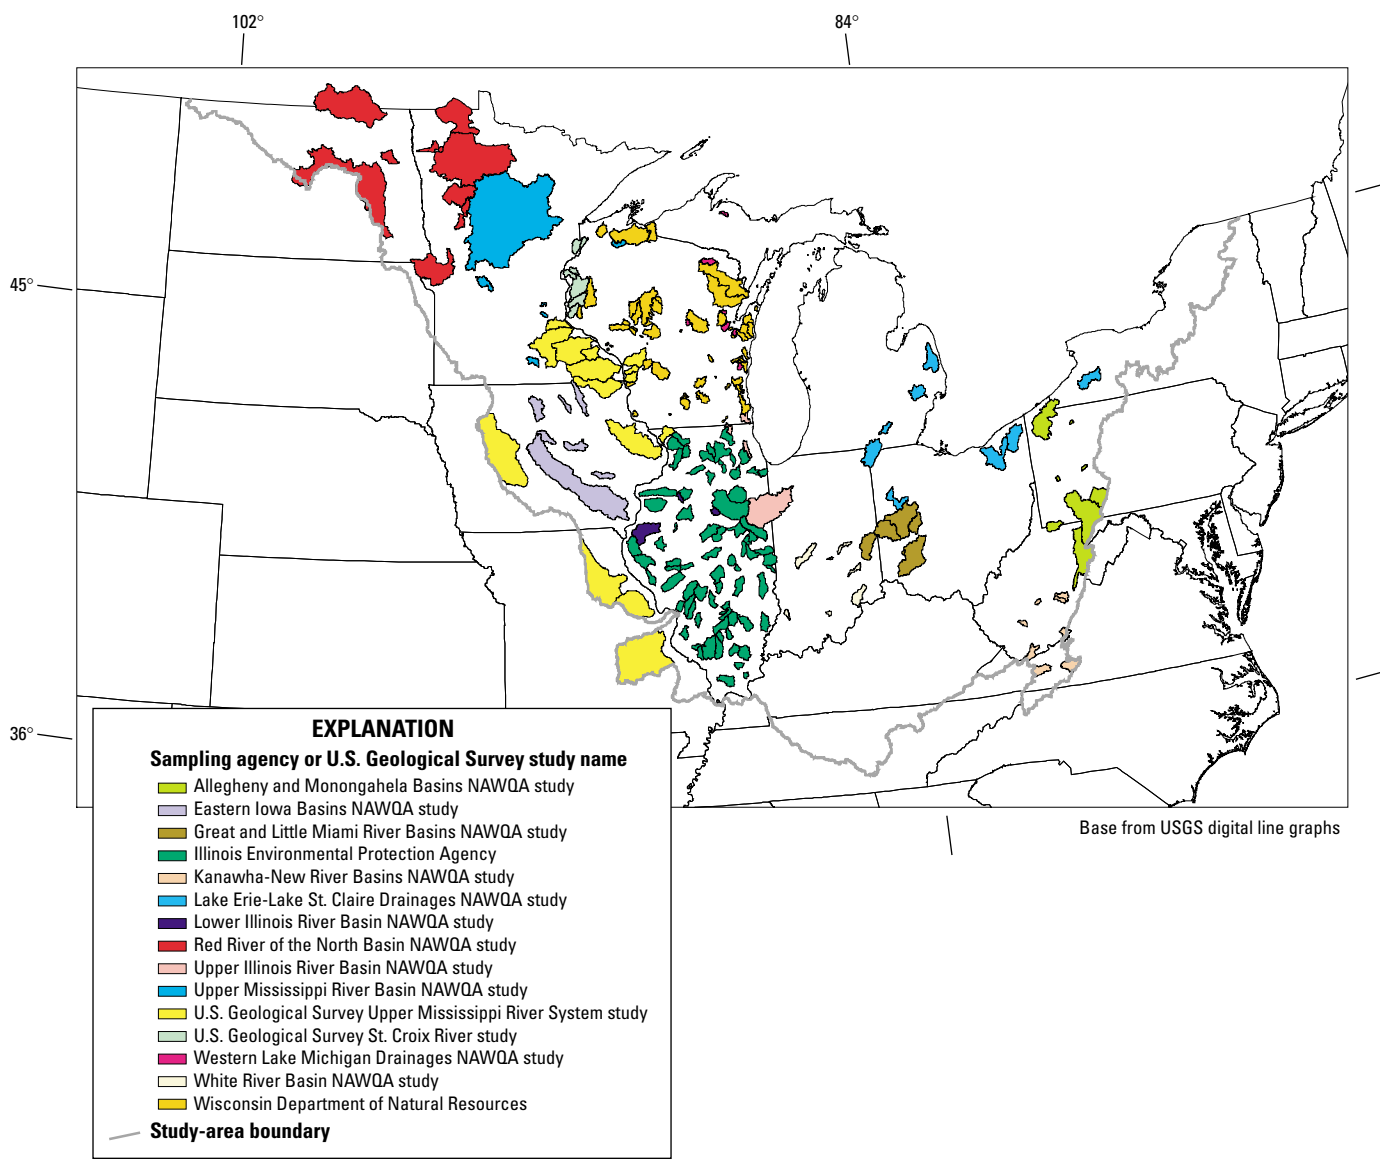 102°
84°
45°
36°
EXPLANATION
Sampling agency or U.S. Geological Survey study name
Allegheny and Monongahela Basins NAWQA study
Eastern Iowa Basins NAWQA study
Great and Little Miami River Basins NAWQA study
Illinois Environmental Protection Agency
Kanawha-New River Basins NAWQA study
Lake Erie-Lake St. Claire Drainages NAWQA study
Lower Illinois River Basin NAWQA study
Red River of the North Basin NAWQA study
Upper Illinois River Basin NAWQA study
Upper Mississippi River Basin NAWQA study
U.S. Geological Survey Upper Mississippi River System study
U.S. Geological Survey St. Croix River study
Western Lake Michigan Drainages NAWQA study
White River Basin NAWQA study
Wisconsin Department of Natural Resources
Study-area boundary
Base from USGS digital line graphs